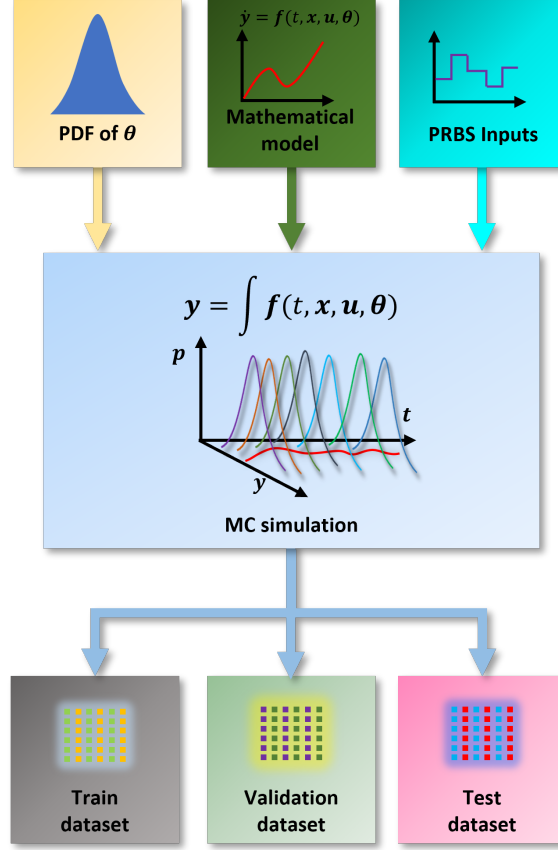 PDF of θ
ẏ = f(t, x, u, θ)
Mathematical
model
PRBS Inputs
y = ∫ f(t, x, u, θ)
p
t
y
MC simulation
Train
dataset
Validation
dataset
Test
dataset